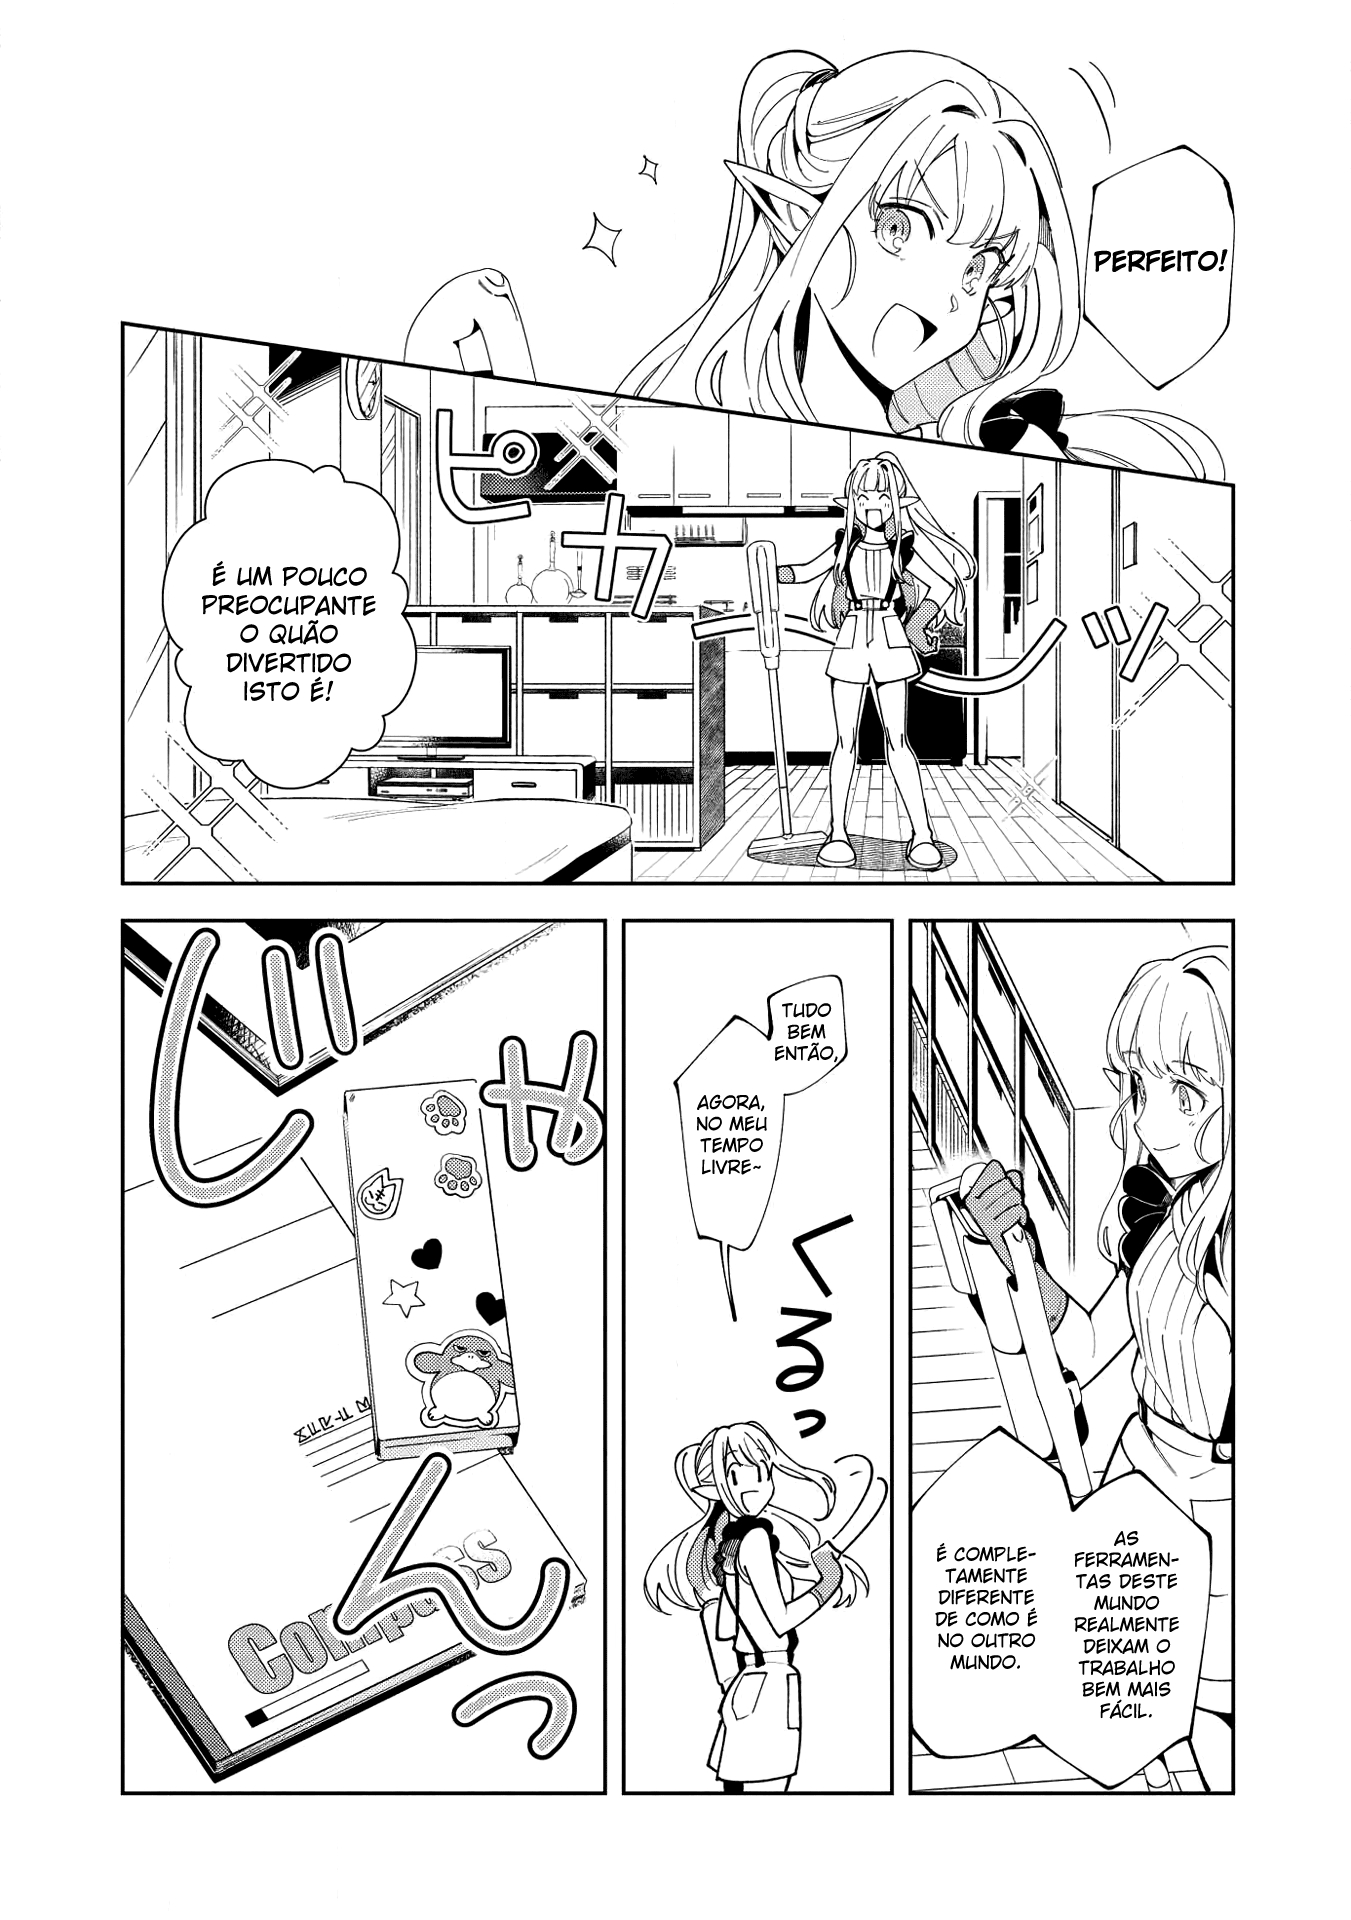 PERFEITO!
É UM POUCO
PREOCUPANTE
O QUÃO
DIVERTIDO
ISTO É!
ピカ
ーッ
AS
FERRAMEN-
TAS DESTE
MUNDO
REALMENTE
DEIXAM O
TRABALHO
BEM MAIS
FÁCIL.
É COMPLE-
TAMENTE
DIFERENTE
DE COMO É
NO OUTRO
MUNDO.
TUDO
BEM
ENTÃO,
AGORA,
NO MEU
TEMPO
LIVRE~
くるっ
じゃんっ